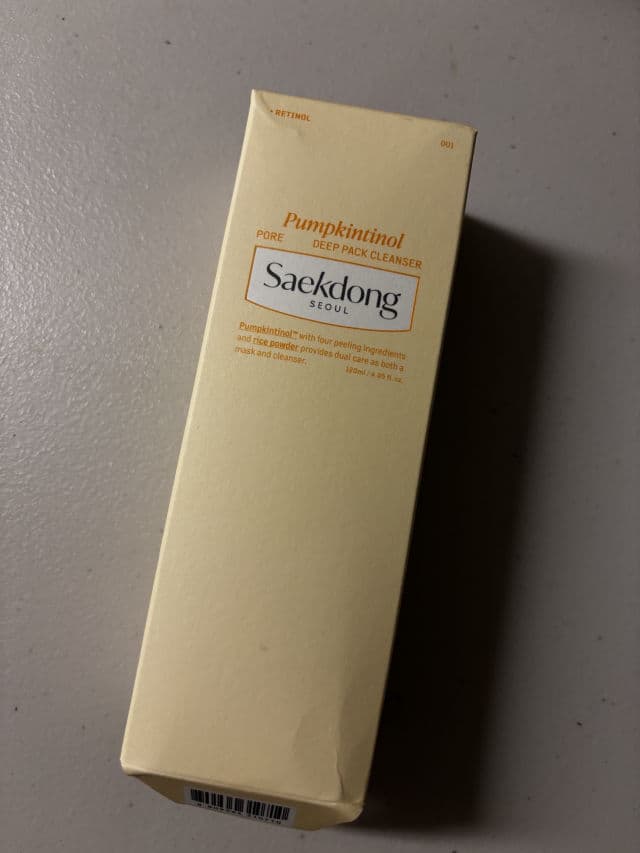 • RETINOL
001
Pumpkintinol
PORE DEEP PACK CLEANSER
Saekdong
SEOUL
Pumpkintinol™ with four peeling ingredients
and rice powder provides dual care as both a
mask and cleanser.
120ml / 4.05 fl. oz.